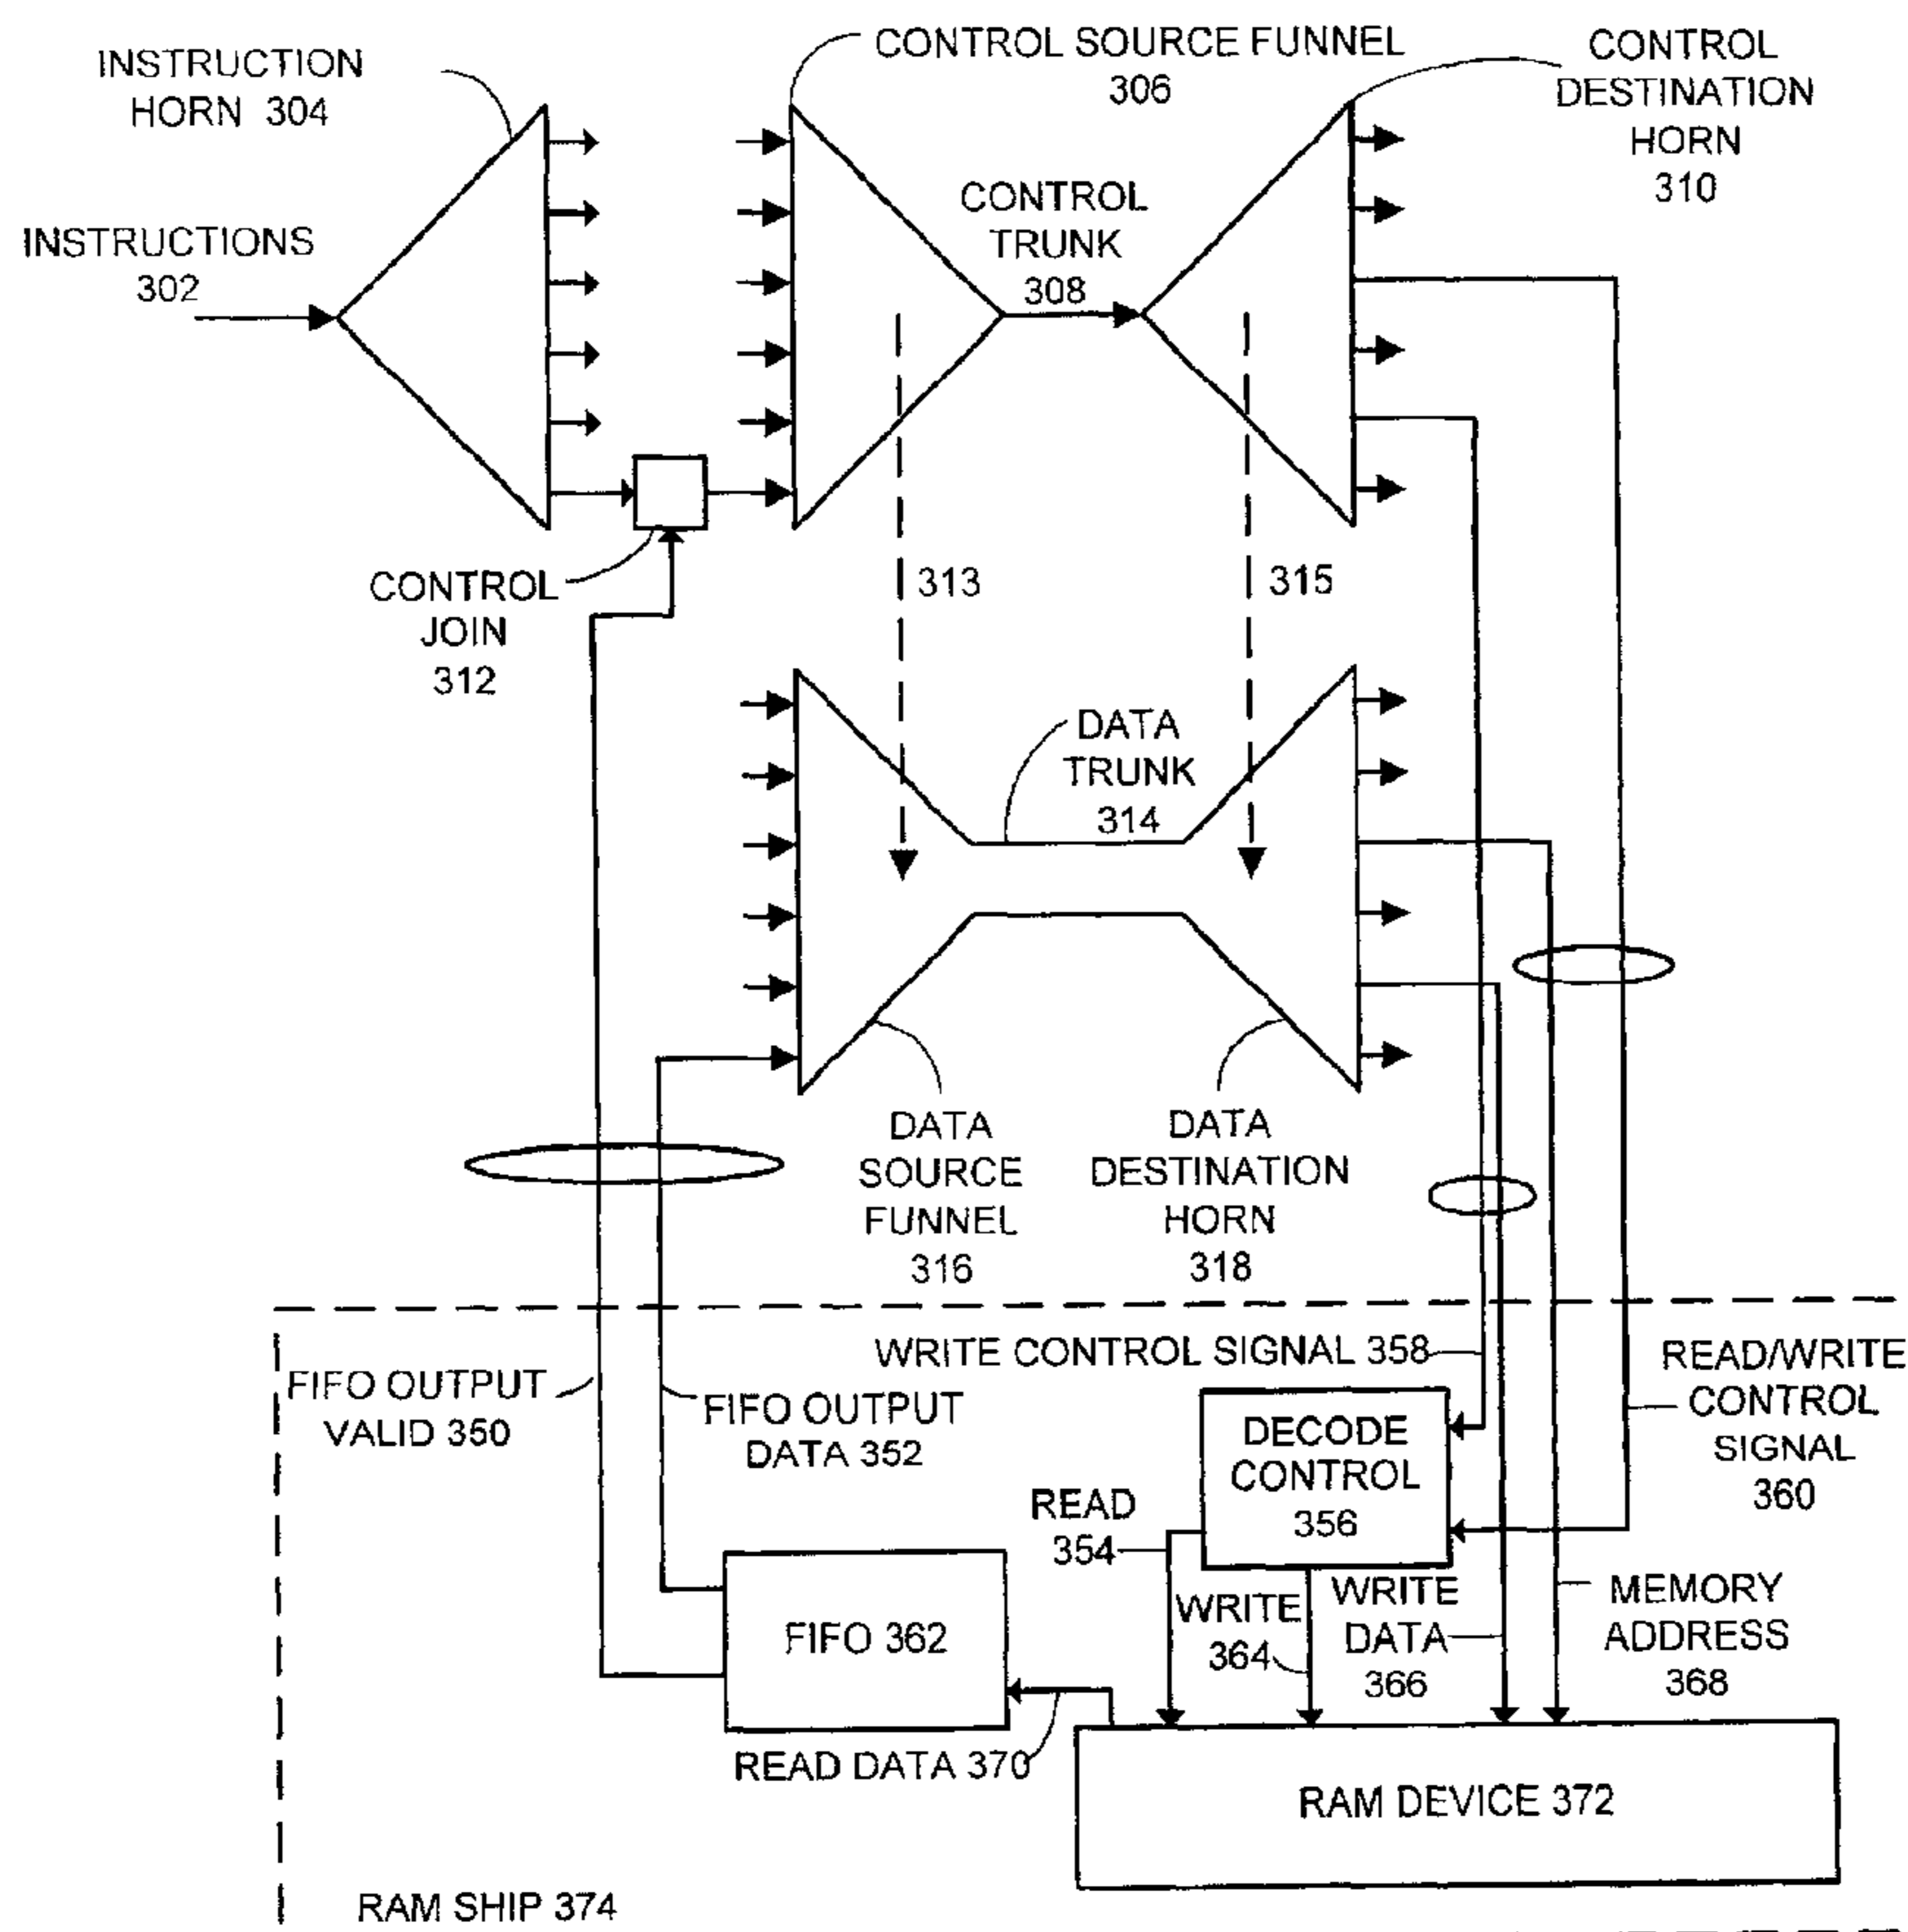 INSTRUCTION
HORN 304
CONTROL SOURCE FUNNEL
306
CONTROL
DESTINATION
HORN
310
INSTRUCTIONS
302
CONTROL
TRUNK
308
CONTROL
JOIN
312
313
315
DATA
TRUNK
314
DATA
SOURCE
FUNNEL
316
DATA
DESTINATION
HORN
318
FIFO OUTPUT
VALID 350
FIFO OUTPUT
DATA 352
WRITE CONTROL SIGNAL 358
READ/WRITE
CONTROL
SIGNAL
360
DECODE
CONTROL
356
READ
354
WRITE
364
WRITE
DATA
366
MEMORY
ADDRESS
368
FIFO 362
READ DATA 370
RAM DEVICE 372
RAM SHIP 374